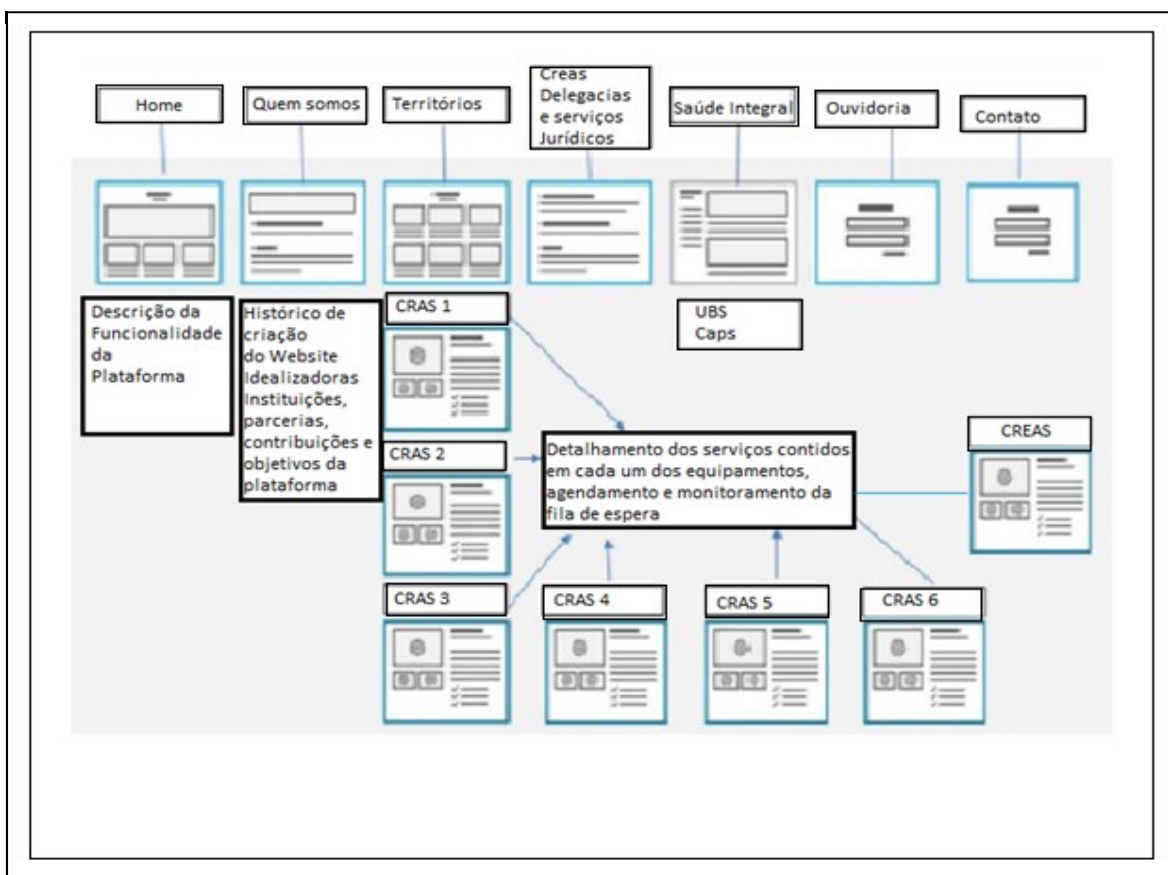 Home
Quem somos
Territórios
Creas
Delegacias
e serviços
Jurídicos
Saúde Integral
Ouvidoria
Contato
Descrição da
Funcionalidade
da
Plataforma
Histórico de
criação
do Website
Idealizadoras
Instituições,
parcerias,
contribuições e
objetivos da
plataforma
CRAS 1
UBS
Caps
CRAS 2
Detalhamento dos serviços contidos
em cada um dos equipamentos,
agendamento e monitoramento da
fila de espera
CREAS
CRAS 3
CRAS 4
CRAS 5
CRAS 6